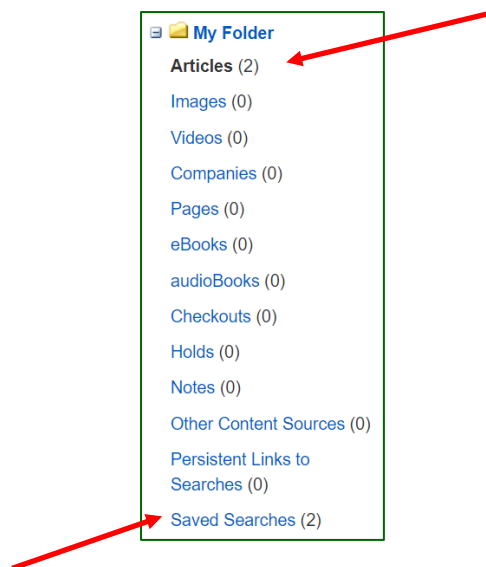 My Folder
Articles (2)
Images (0)
Videos (0)
Companies (0)
Pages (0)
eBooks (0)
audioBooks (0)
Checkouts (0)
Holds (0)
Notes (0)
Other Content Sources (0)
Persistent Links to
Searches (0)
Saved Searches (2)